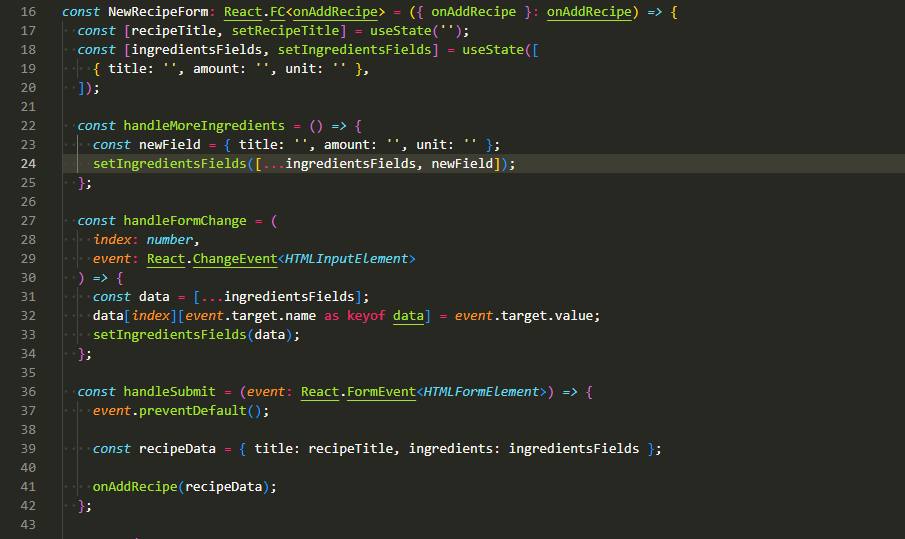 16 const NewRecipeForm: React.FC<onAddRecipe> = ({ onAddRecipe }: onAddRecipe) => {
17   const [recipeTitle, setRecipeTitle] = useState('');
18   const [ingredientsFields, setIngredientsFields] = useState([
19     { title: '', amount: '', unit: '' },
20   ]);
21
22   const handleMoreIngredients = () => {
23     const newField = { title: '', amount: '', unit: '' };
24     setIngredientsFields([...ingredientsFields, newField]);
25   };
26
27   const handleFormChange = (
28     index: number,
29     event: React.ChangeEvent<HTMLInputElement>
30   ) => {
31     const data = [...ingredientsFields];
32     data[index][event.target.name as keyof data] = event.target.value;
33     setIngredientsFields(data);
34   };
35
36   const handleSubmit = (event: React.FormEvent<HTMLFormElement>) => {
37     event.preventDefault();
38
39     const recipeData = { title: recipeTitle, ingredients: ingredientsFields };
40
41     onAddRecipe(recipeData);
42   };
43